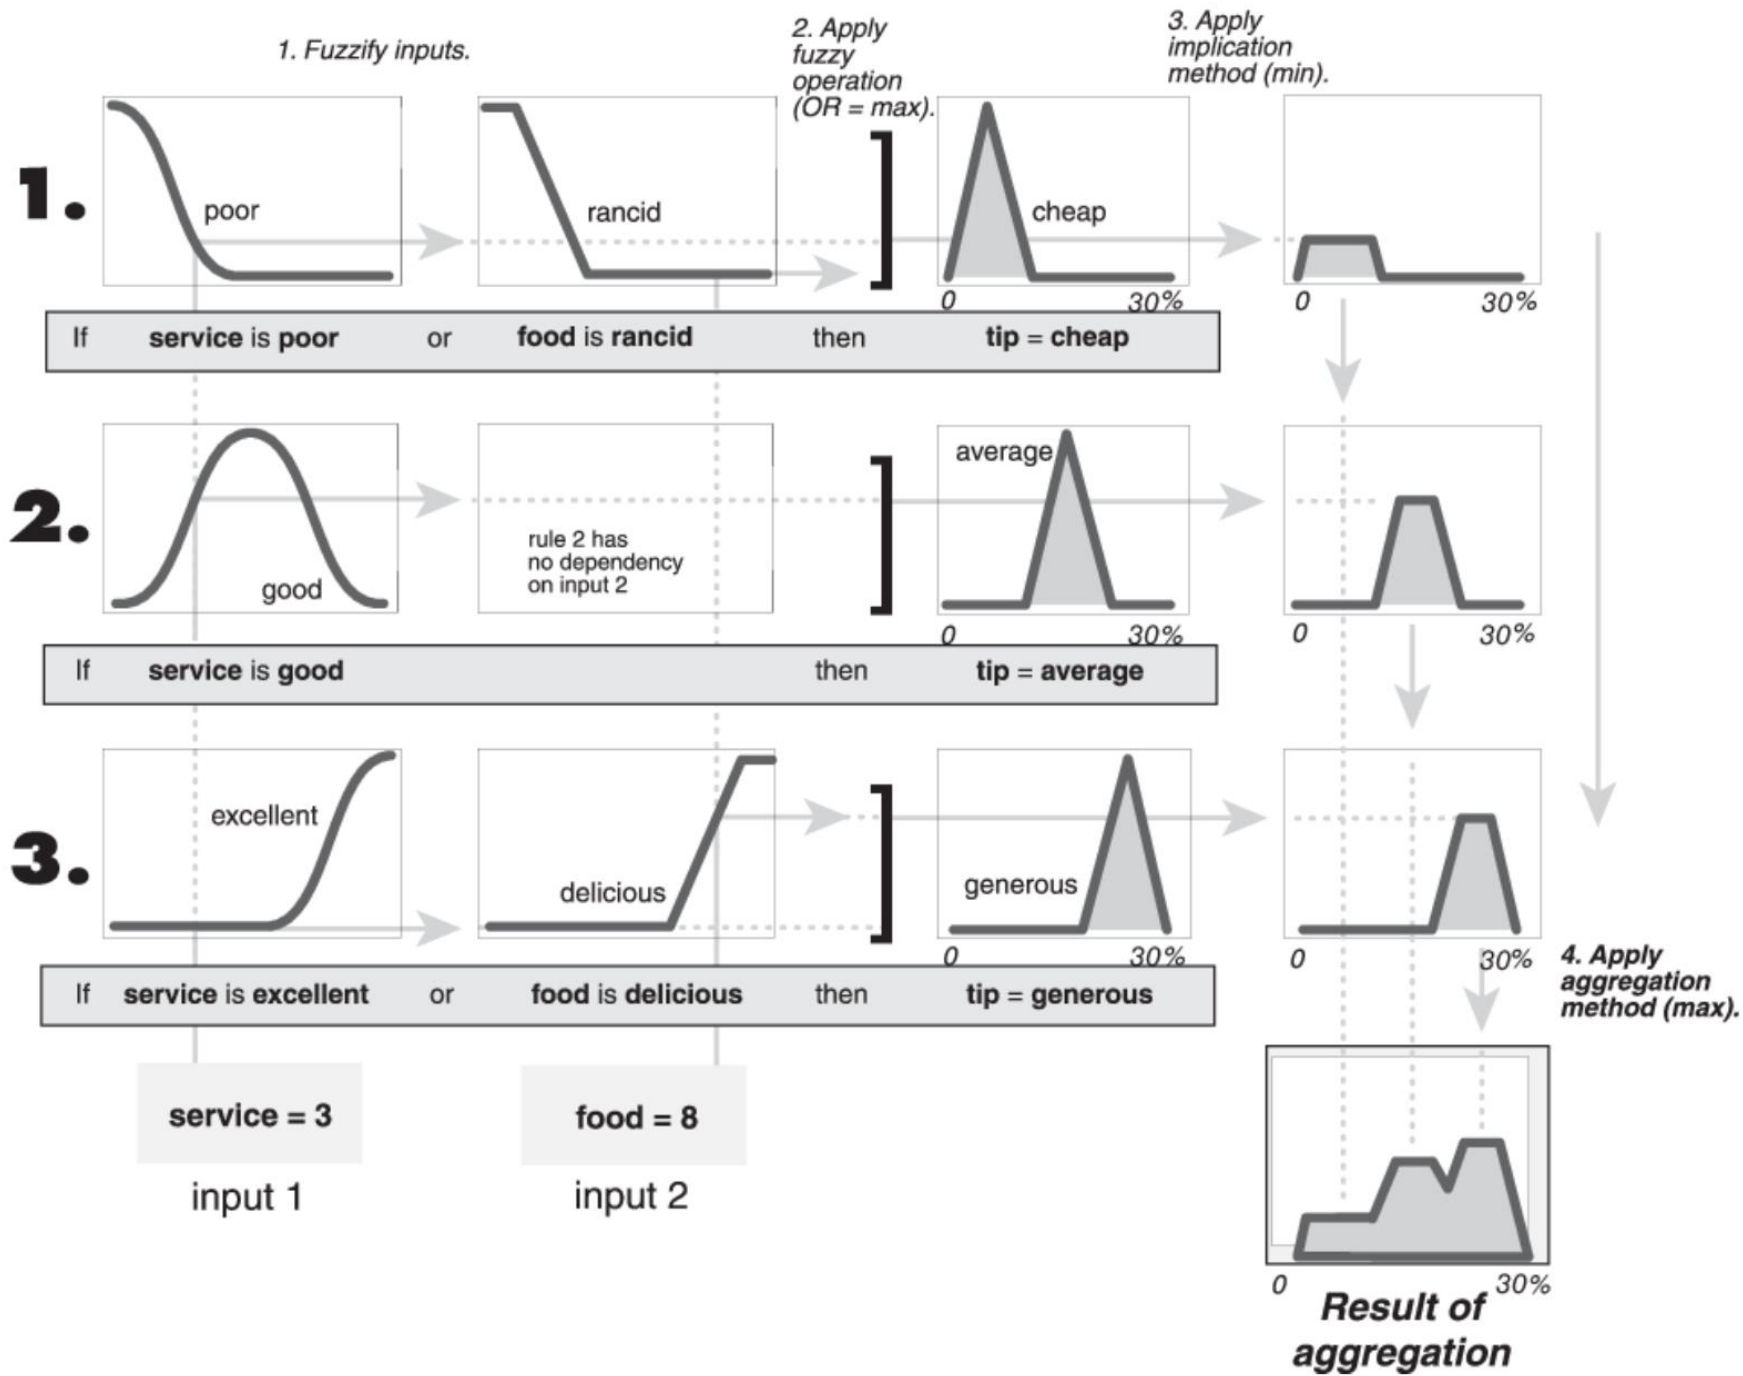 1. Fuzzify inputs.
2. Apply
fuzzy
operation
(OR = max).
3. Apply
implication
method (min).
1.
poor
rancid
cheap
0
30%
0
30%
If service is poor or food is rancid then tip = cheap
2.
good
rule 2 has
no dependency
on input 2
average
0
30%
0
30%
If service is good then tip = average
3.
excellent
delicious
generous
0
30%
0
30%
If service is excellent or food is delicious then tip = generous
4. Apply
aggregation
method (max).
service = 3
input 1
food = 8
input 2
0
30%
Result of
aggregation